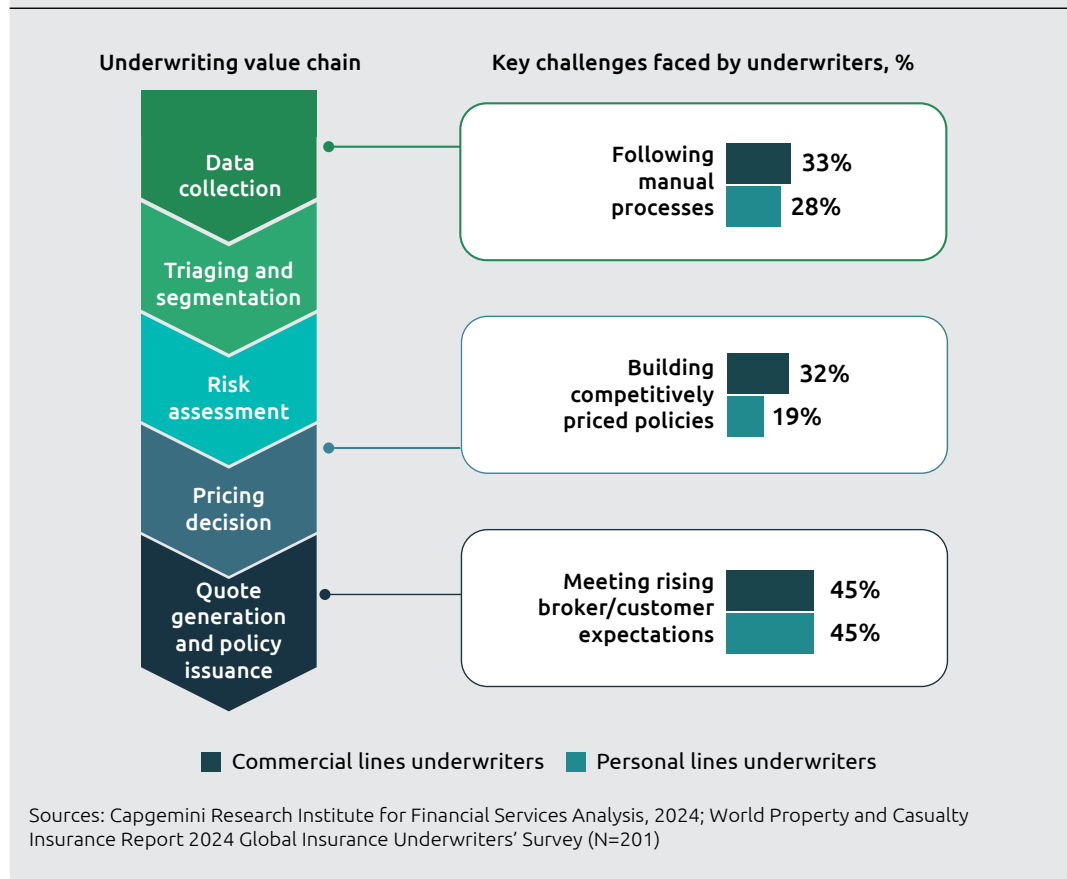 Underwriting value chain
Key challenges faced by underwriters, %
Data
collection
Triaging and
segmentation
Risk
assessment
Pricing
decision
Quote
generation
and policy
issuance
Following
manual
processes
33%
28%
Building
competitively
priced policies
32%
19%
Meeting rising
broker/customer
expectations
45%
45%
Commercial lines underwriters
Personal lines underwriters
Sources: Capgemini Research Institute for Financial Services Analysis, 2024; World Property and Casualty
Insurance Report 2024 Global Insurance Underwriters’ Survey (N=201)